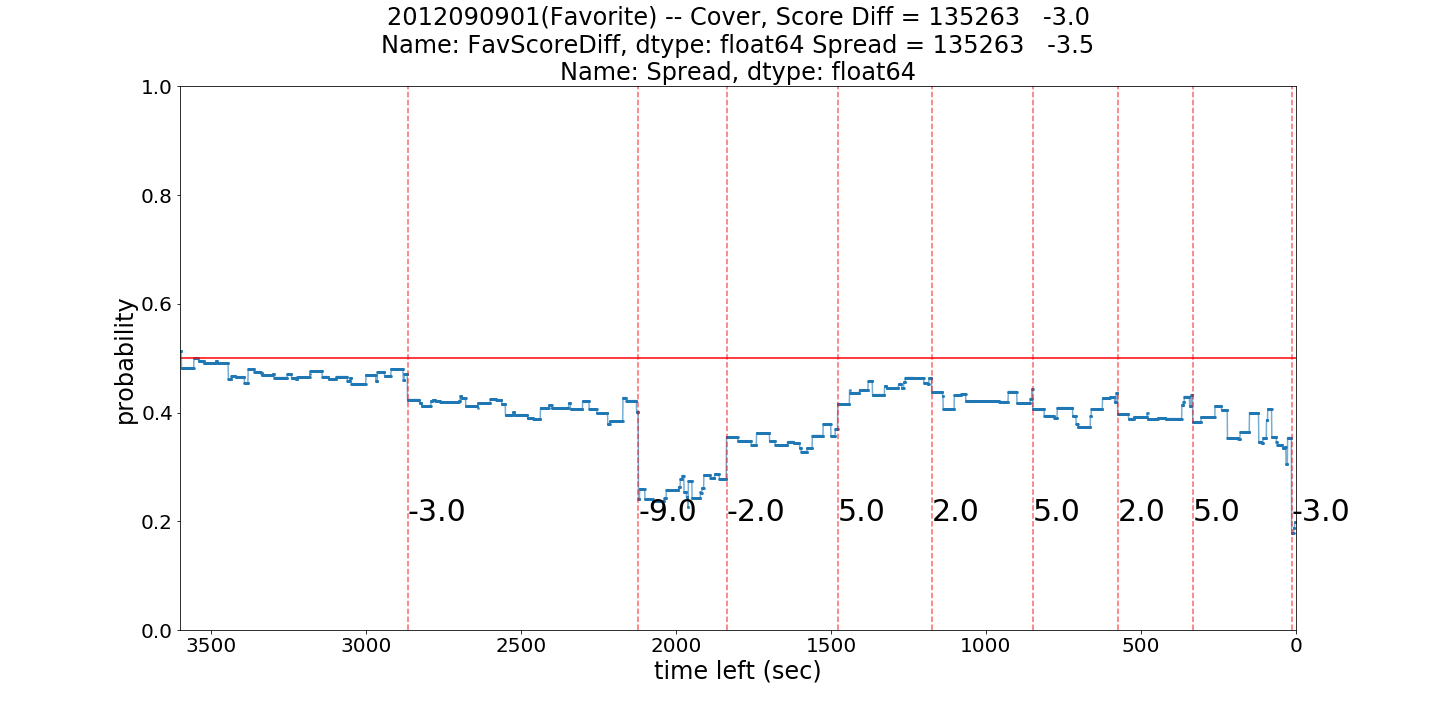 2012090901(Favorite) -- Cover, Score Diff = 135263   -3.0
Name: FavScoreDiff, dtype: float64 Spread = 135263   -3.5
Name: Spread, dtype: float64
1.0
0.8
0.6
0.4
0.2
0.0
probability
-3.0 -9.0 -2.0 5.0 2.0 5.0 2.0 5.0 -3.0
3500 3000 2500 2000 1500 1000 500 0
time left (sec)